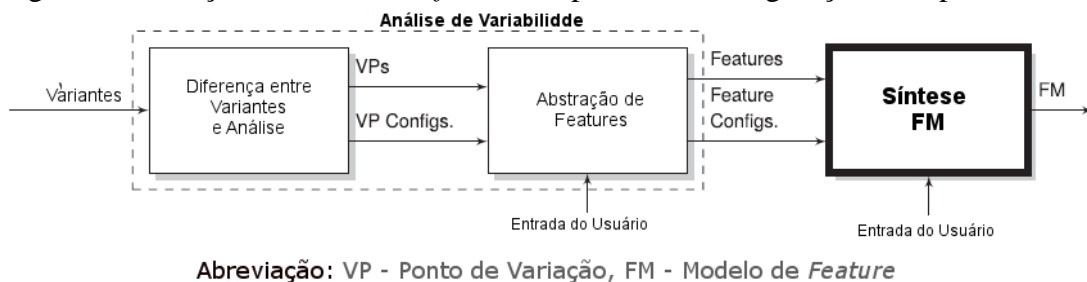 Análise de Variabilidde
Variantes
Diferença entre
Variantes
e Análise
VPs
VP Configs.
Abstração de
Features
Features
Feature
Configs.
Síntese
FM
FM
Entrada do Usuário
Entrada do Usuário
Abreviação: VP - Ponto de Variação, FM - Modelo de Feature